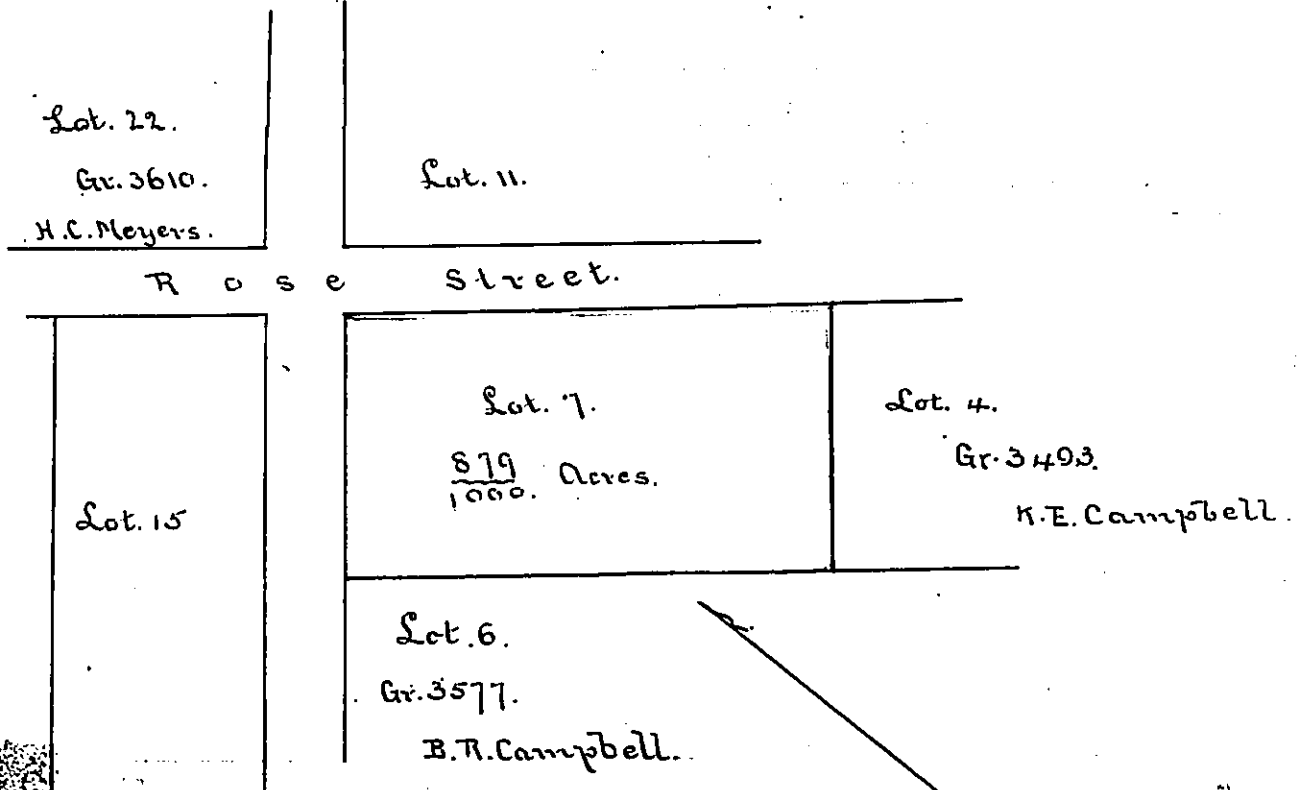 Lot. 22.
Gr. 3610.
H.C. Meyers.
Lot. 11.
Rose Street.
Lot. 7.
879/1000. Acres.
Lot. 4.
Gr. 3493.
K.E. Campbell.
Lot. 15
Lot. 6.
Gr. 3577.
B.R. Campbell.